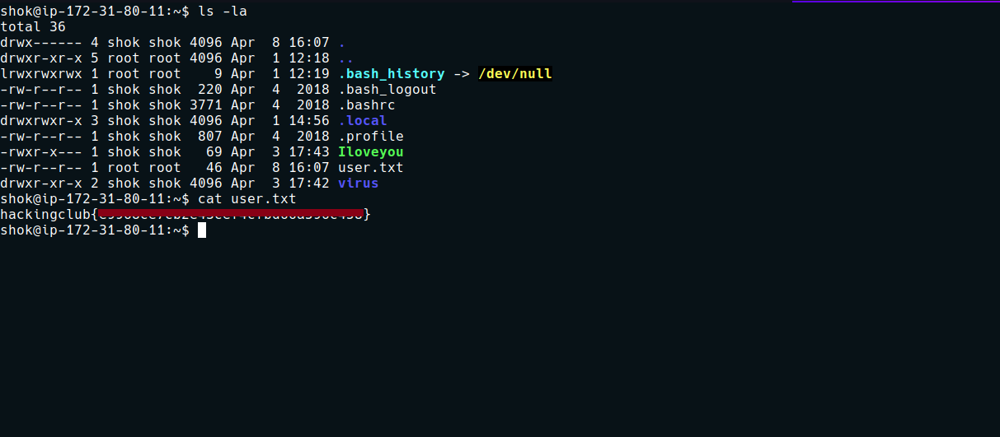 shok@ip-172-31-80-11:~$ ls -la
total 36
drwx------ 4 shok shok 4096 Apr  8 16:07 .
drwxr-xr-x 5 root root 4096 Apr  1 12:18 ..
lrwxrwxrwx 1 root root    9 Apr  1 12:19 .bash_history -> /dev/null
-rw-r--r-- 1 shok shok  220 Apr  4  2018 .bash_logout
-rw-r--r-- 1 shok shok 3771 Apr  4  2018 .bashrc
drwxrwxr-x 3 shok shok 4096 Apr  1 14:56 .local
-rw-r--r-- 1 shok shok  807 Apr  4  2018 .profile
-rwxr-x--- 1 shok shok   69 Apr  3 17:43 Iloveyou
-rw-r--r-- 1 root root   46 Apr  8 16:07 user.txt
drwxr-xr-x 2 shok shok 4096 Apr  3 17:42 virus
shok@ip-172-31-80-11:~$ cat user.txt
hackingclub{}
shok@ip-172-31-80-11:~$